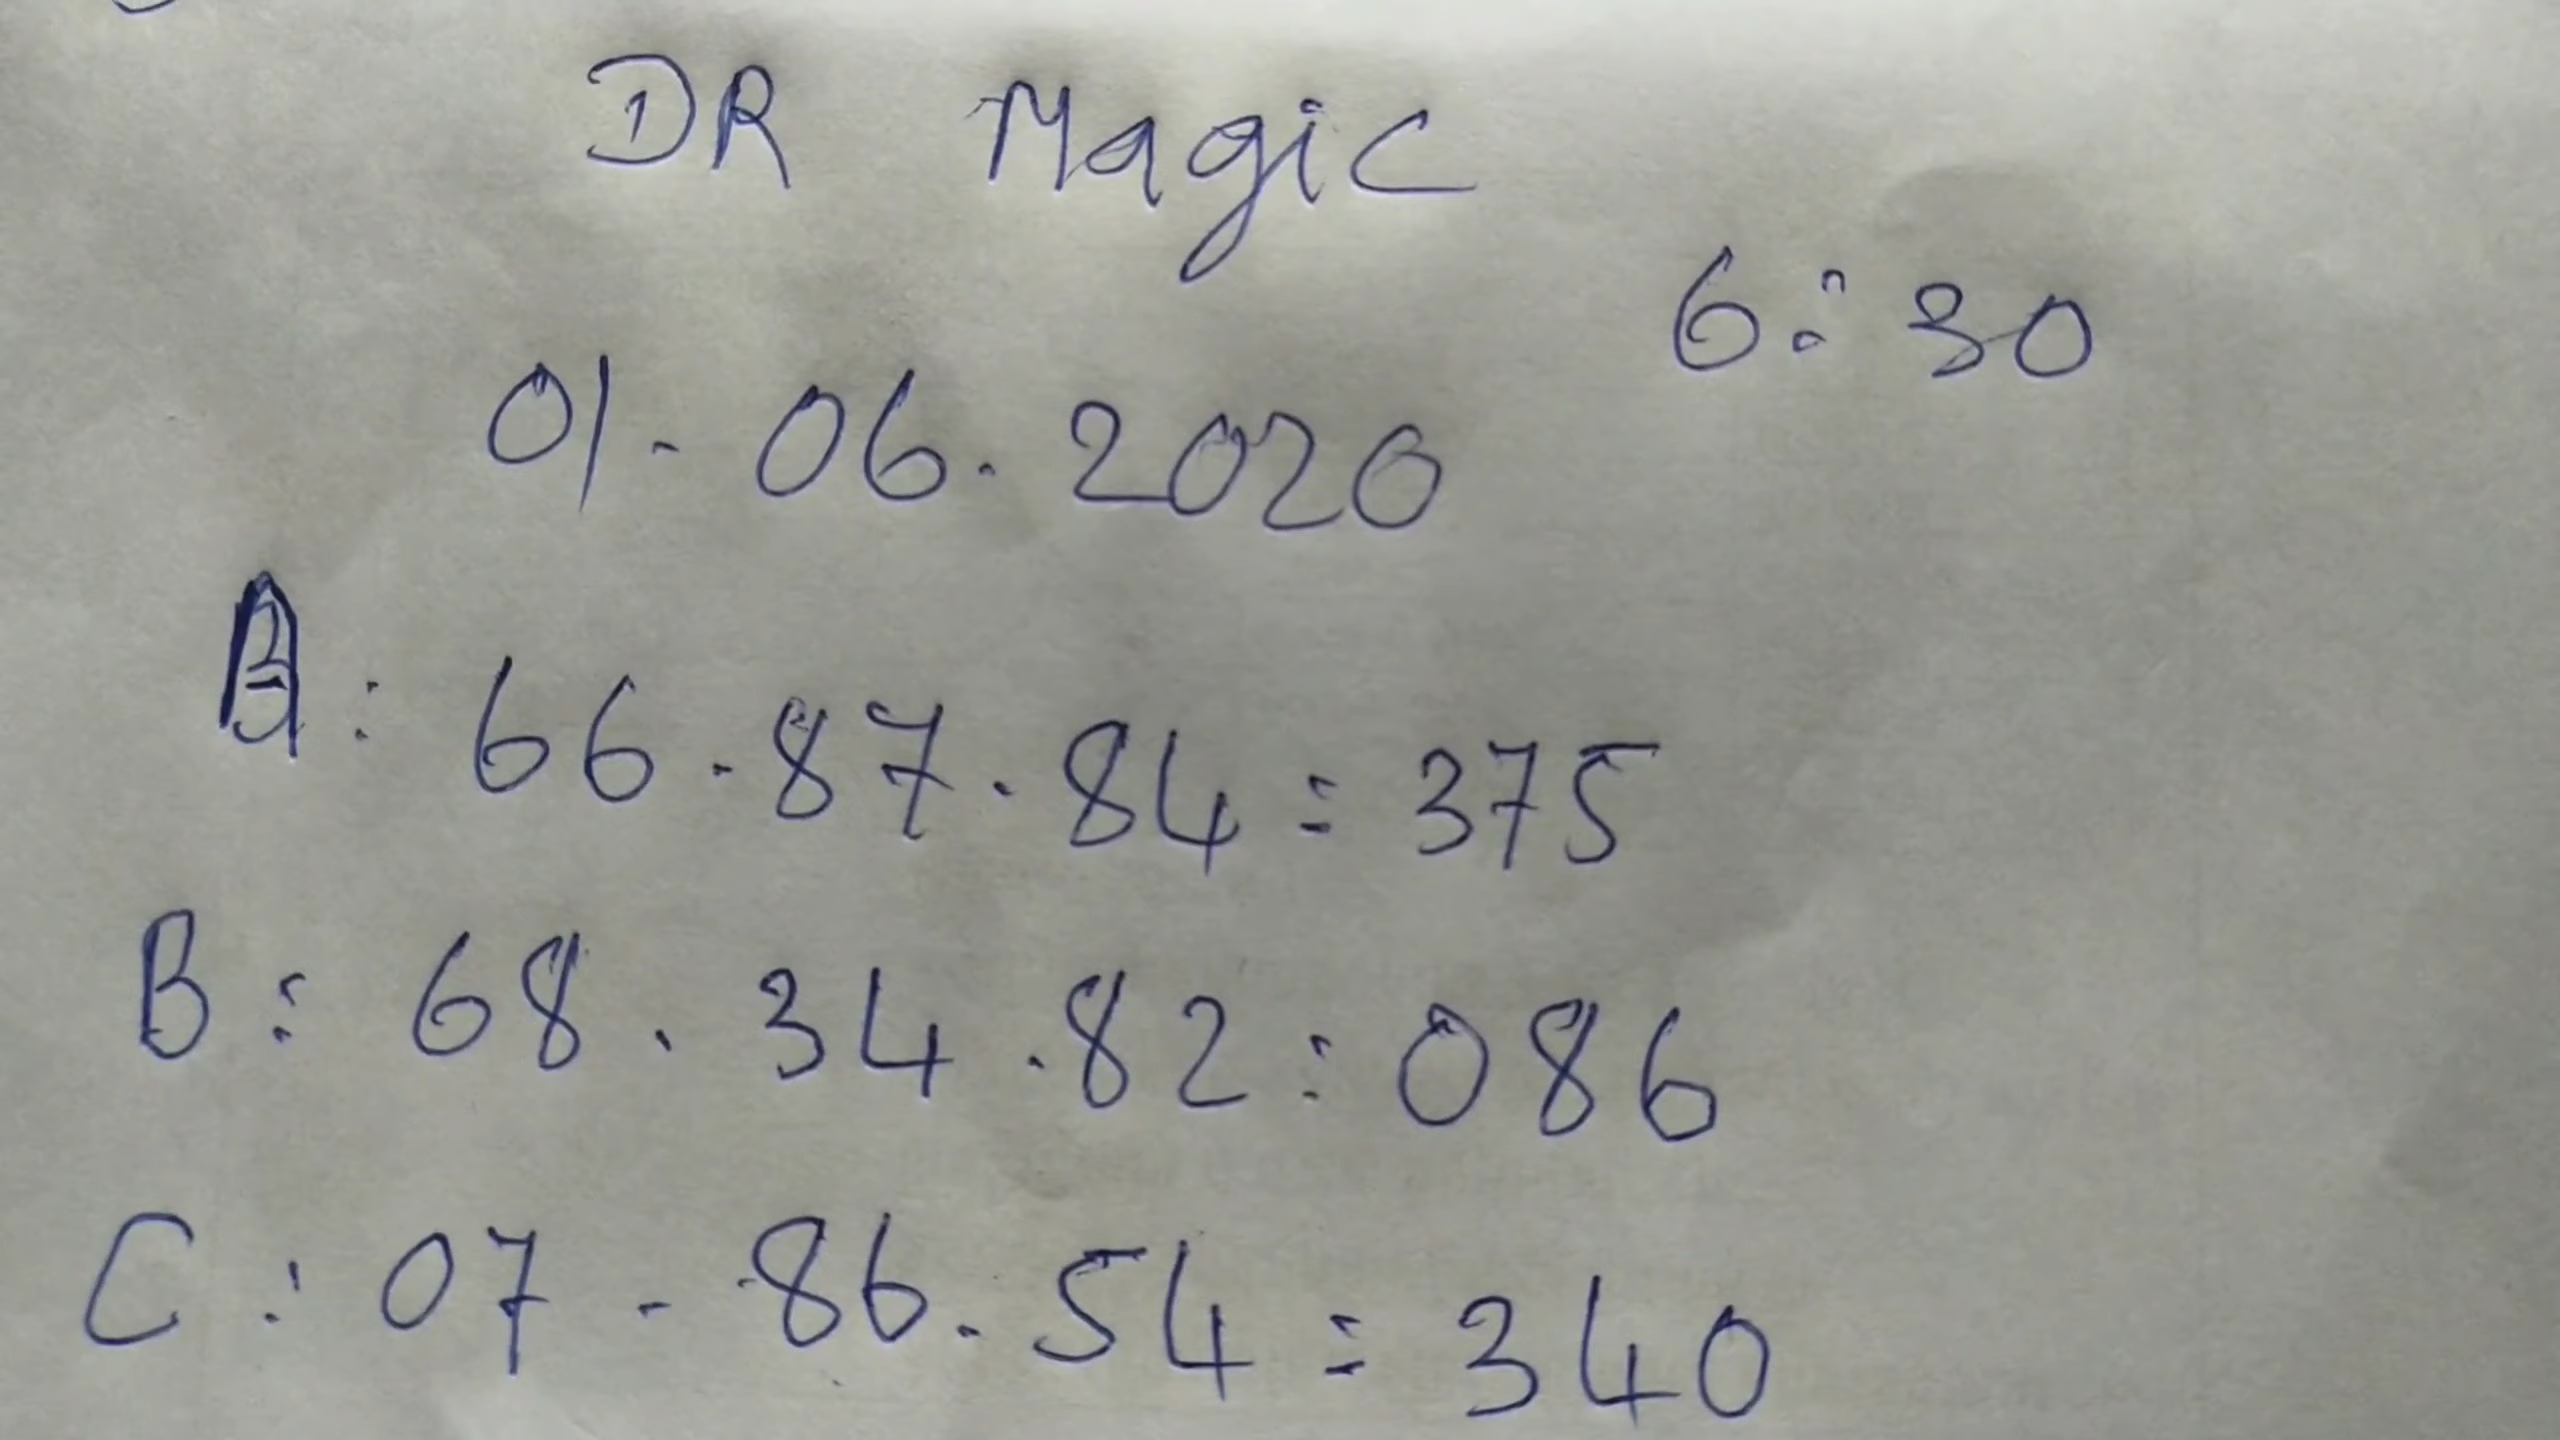 DR Magic
6:30
01.06.2020
A: 66.87.84 = 375
B: 68.34.82 : 086
C: 07.86.54 = 340